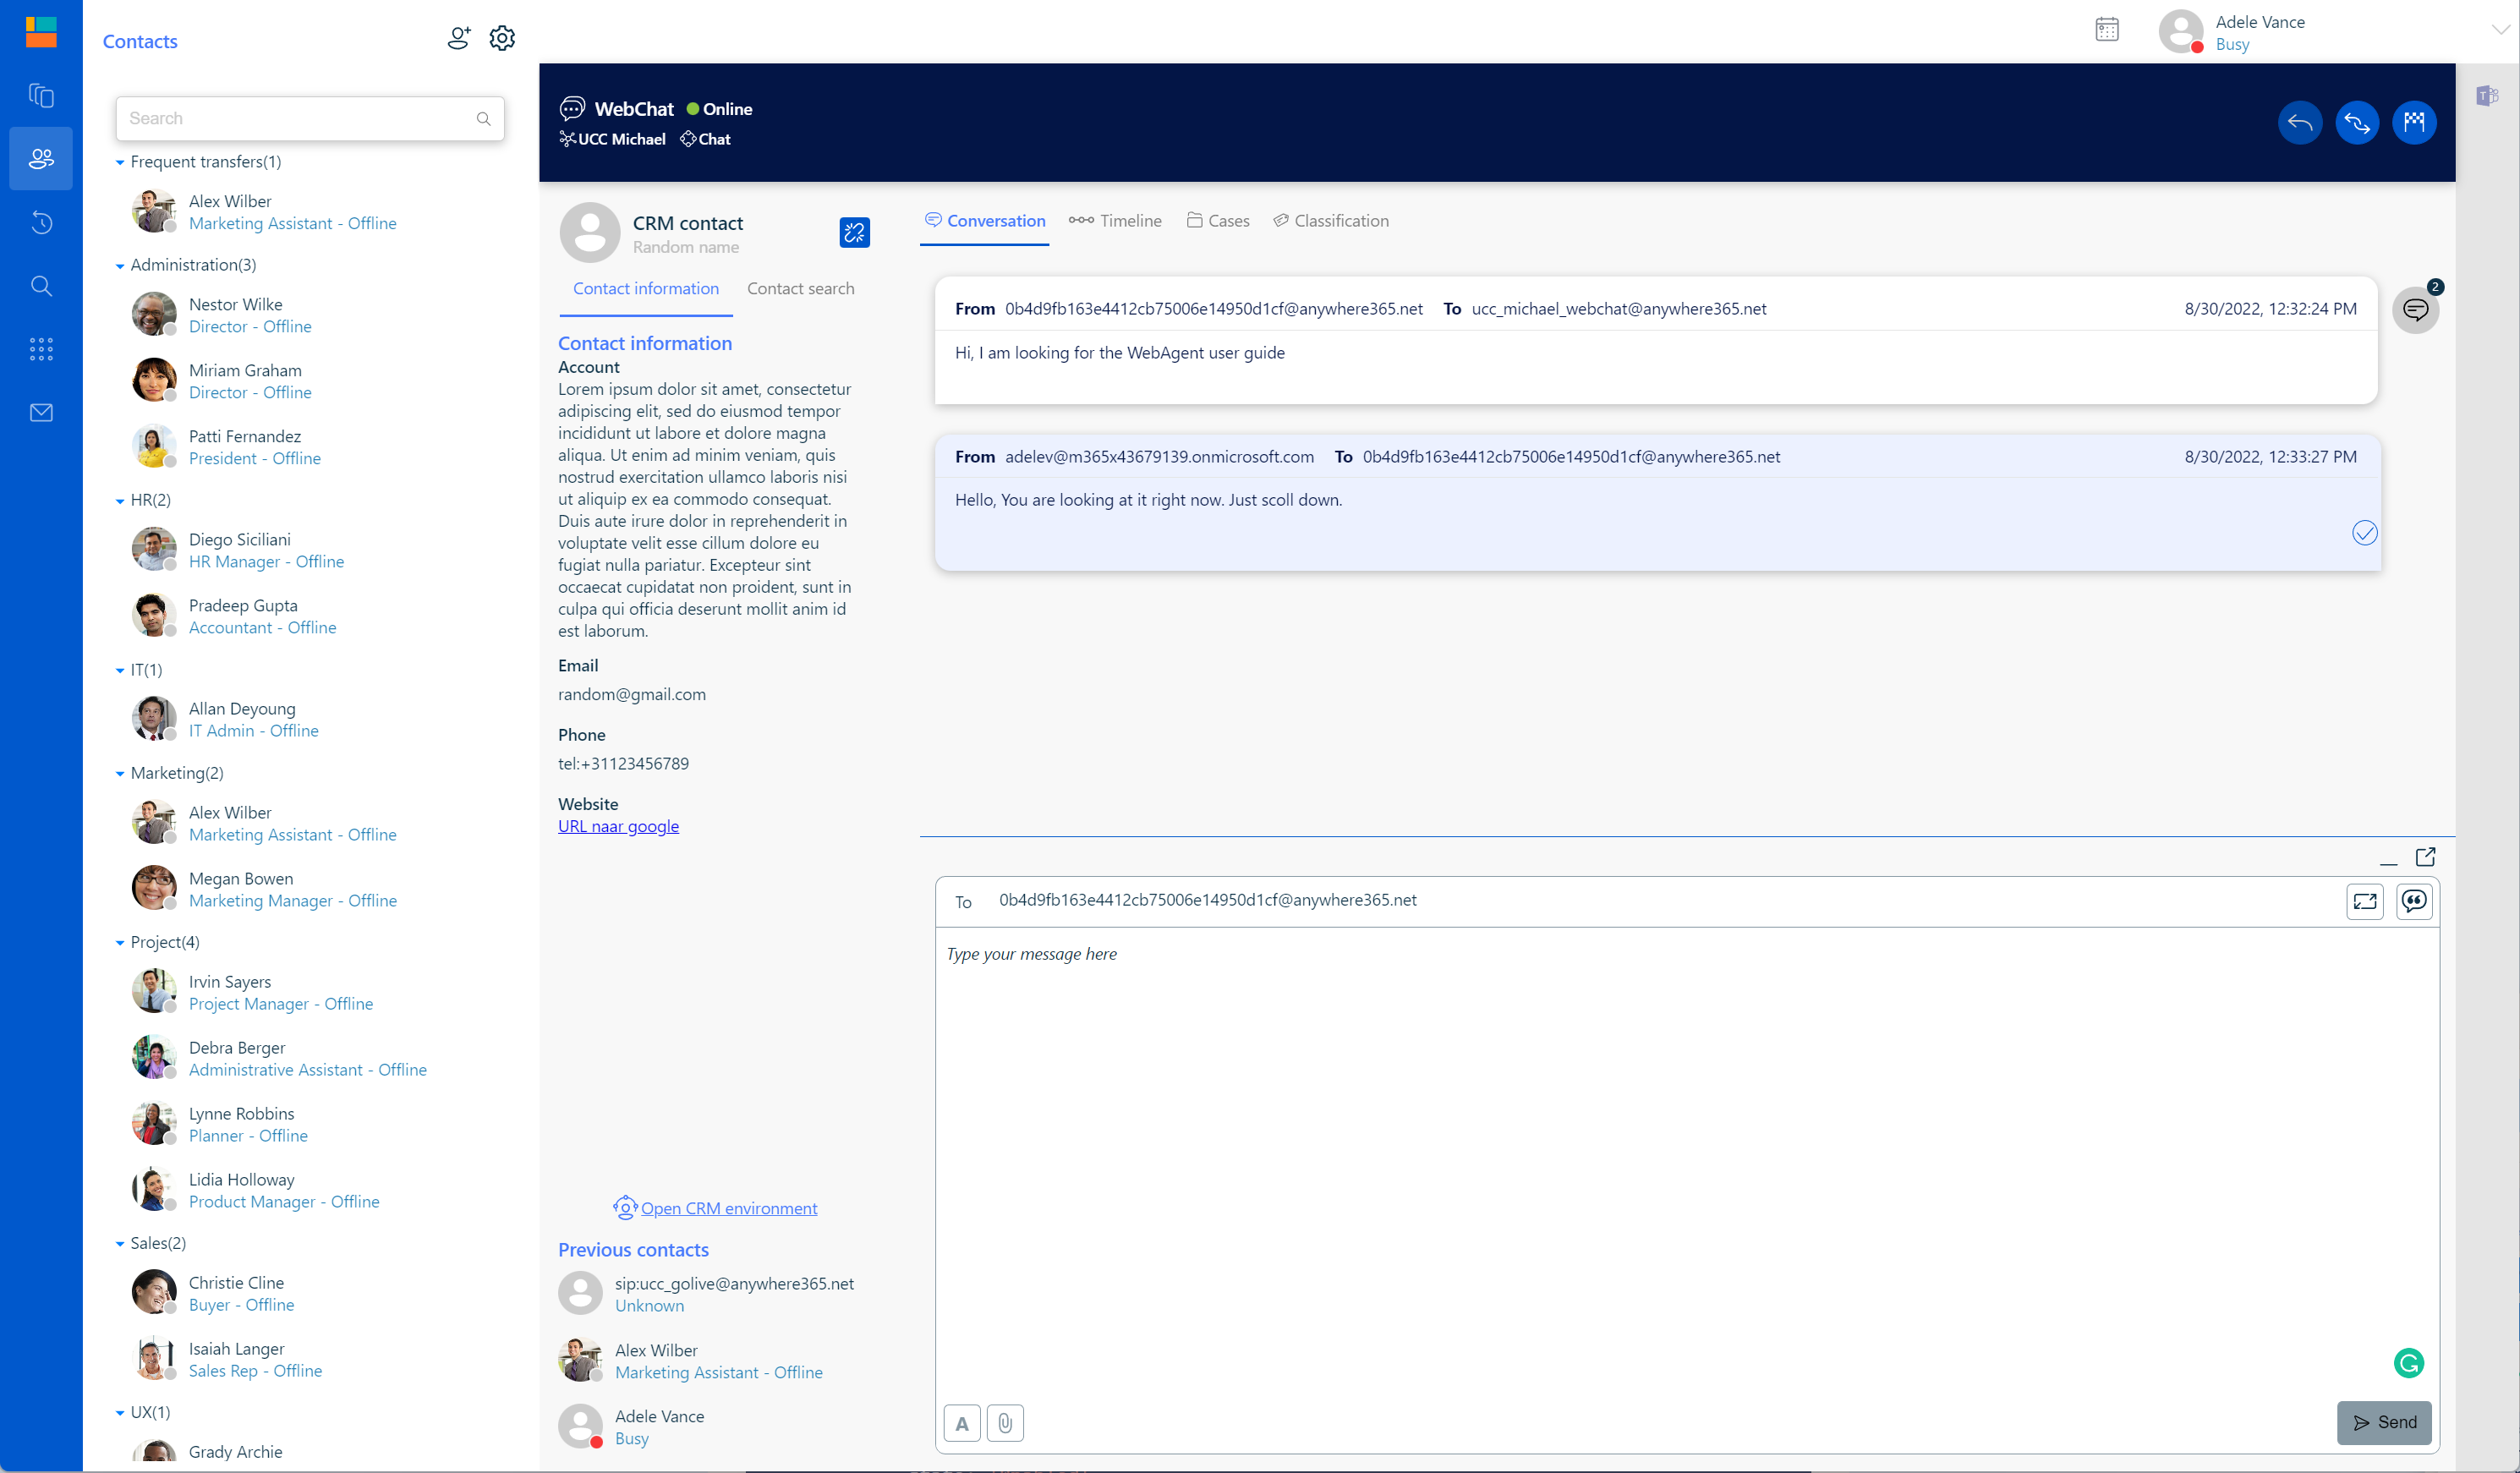 Contacts
Adele Vance
Busy
Search
WebChat Online
UCC Michael Chat
Frequent transfers(1)
Alex Wilber
Marketing Assistant - Offline
Administration(3)
Nestor Wilke
Director - Offline
Miriam Graham
Director - Offline
Patti Fernandez
President - Offline
HR(2)
Diego Siciliani
HR Manager - Offline
Pradeep Gupta
Accountant - Offline
IT(1)
Allan Deyoung
IT Admin - Offline
Marketing(2)
Alex Wilber
Marketing Assistant - Offline
Megan Bowen
Marketing Manager - Offline
Project(4)
Irvin Sayers
Project Manager - Offline
Debra Berger
Administrative Assistant - Offline
Lynne Robbins
Planner - Offline
Lidia Holloway
Product Manager - Offline
Sales(2)
Christie Cline
Buyer - Offline
Isaiah Langer
Sales Rep - Offline
UX(1)
Grady Archie
CRM contact
Random name
Contact information Contact search
Contact information
Account
Lorem ipsum dolor sit amet, consectetur
adipiscing elit, sed do eiusmod tempor
incididunt ut labore et dolore magna
aliqua. Ut enim ad minim veniam, quis
nostrud exercitation ullamco laboris nisi
ut aliquip ex ea commodo consequat.
Duis aute irure dolor in reprehenderit in
voluptate velit esse cillum dolore eu
fugiat nulla pariatur. Excepteur sint
occaecat cupidatat non proident, sunt in
culpa qui officia deserunt mollit anim id
est laborum.
Email
random@gmail.com
Phone
tel:+31123456789
Website
URL naar google
Open CRM environment
Previous contacts
sip:ucc_golive@anywhere365.net
Unknown
Alex Wilber
Marketing Assistant - Offline
Adele Vance
Busy
Conversation Timeline Cases Classification
From 0b4d9fb163e4412cb75006e14950d1cf@anywhere365.net To ucc_michael_webchat@anywhere365.net 8/30/2022, 12:32:24 PM
2
Hi, I am looking for the WebAgent user guide
From adelev@m365x43679139.onmicrosoft.com To 0b4d9fb163e4412cb75006e14950d1cf@anywhere365.net 8/30/2022, 12:33:27 PM
Hello, You are looking at it right now. Just scoll down.
To 0b4d9fb163e4412cb75006e14950d1cf@anywhere365.net
Type your message here
A
Send